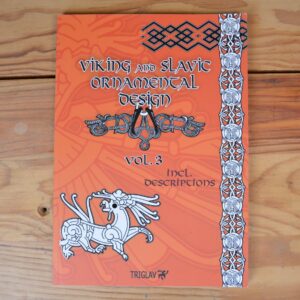 VIKING AND SLAVIC
ORNAMENTAL
DESIGN
VOL.3
INCL.
DESCRIPTIONS
TRIGLAV